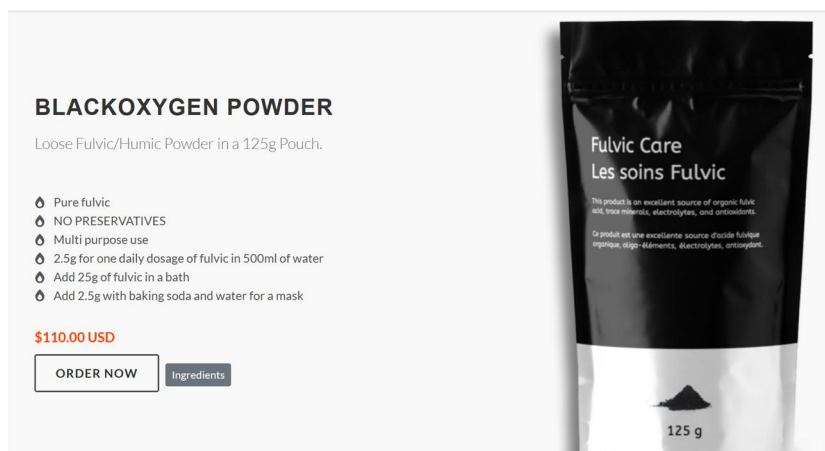 BLACKOXYGEN POWDER
Loose Fulvic/Humic Powder in a 125g Pouch.
Pure fulvic
NO PRESERVATIVES
Multi purpose use
2.5g for one daily dosage of fulvic in 500ml of water
Add 25g of fulvic in a bath
Add 2.5g with baking soda and water for a mask
$110.00 USD
ORDER NOW
Ingredients
Fulvic Care
Les soins Fulvic
This product is an excellent source of organic fulvic
acid, trace minerals, electrolytes, and antioxidants.
Ce produit est une excellente source d'acide fulvique
organique, oligo-éléments, électrolytes, antioxydant.
125 g